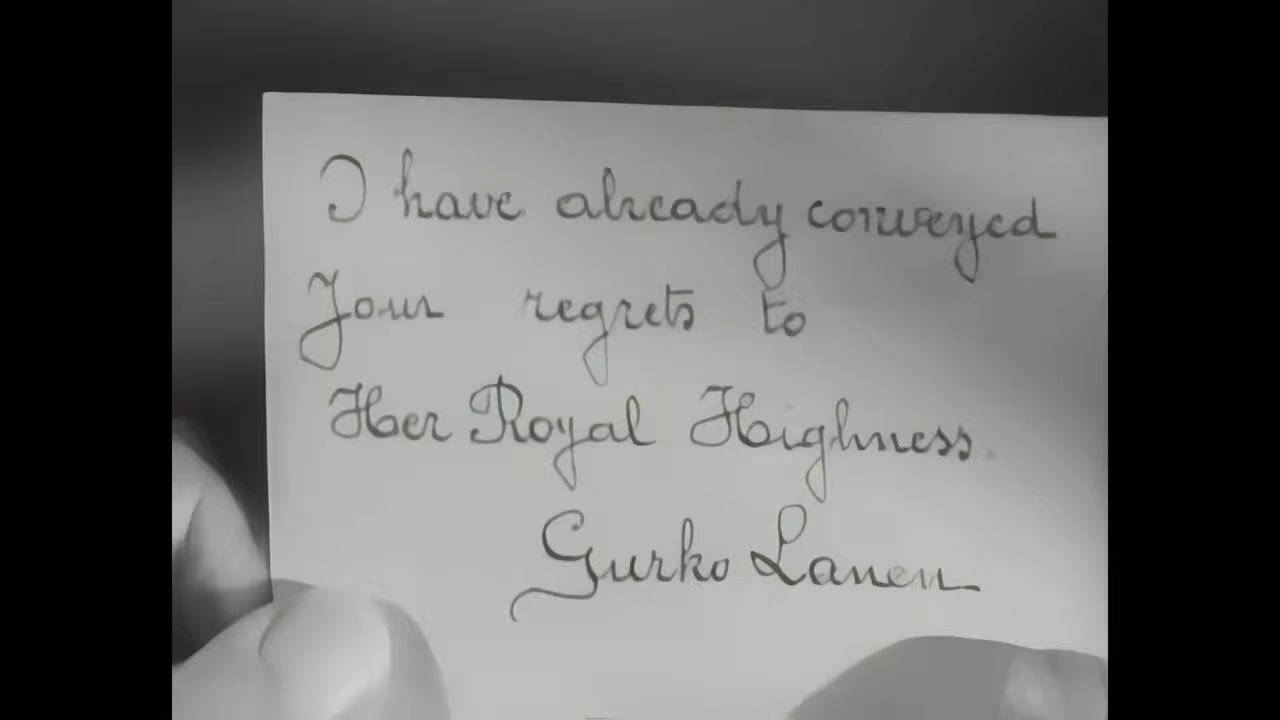 I have already conveyed
Your regrets to
Her Royal Highness.
Gurko Lanen